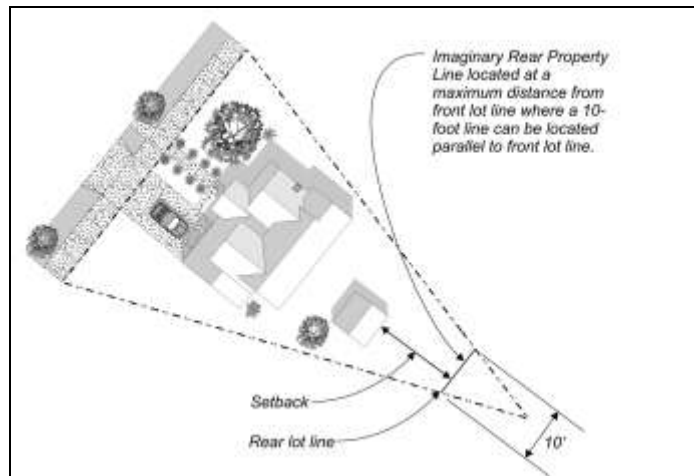 Imaginary Rear Property
Line located at a
maximum distance from
front lot line where a 10-
foot line can be located
parallel to front lot line.
Setback
Rear lot line
10'